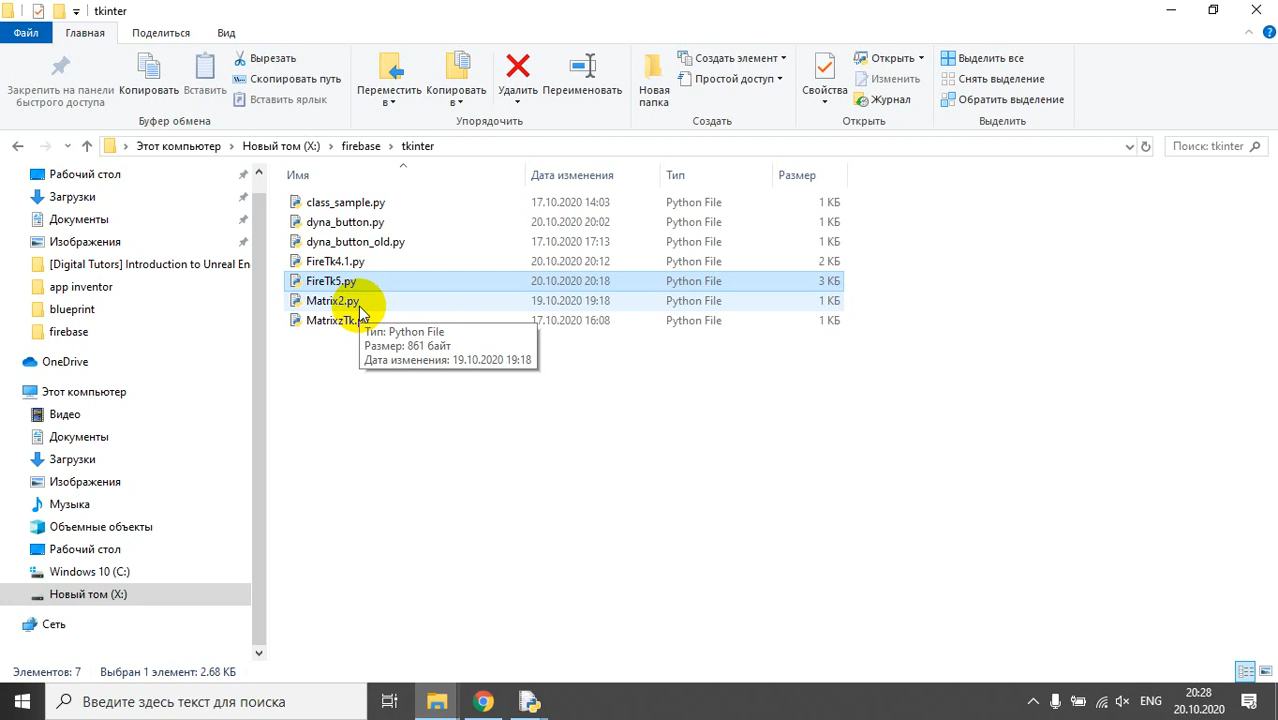 tkinter
Файл
Главная
Поделиться
Вид
Закрепить на панели быстрого доступа
Копировать
Вставить
Вырезать
Скопировать путь
Вставить ярлык
Буфер обмена
Переместить в
Копировать в
Удалить
Переименовать
Упорядочить
Новая папка
Создать элемент
Простой доступ
Создать
Свойства
Открыть
Изменить
Журнал
Открыть
Выделить все
Снять выделение
Обратить выделение
Выделить
Этот компьютер
Новый том (X:)
firebase
tkinter
Поиск: tkinter
Рабочий стол
Загрузки
Документы
Изображения
[Digital Tutors] Introduction to Unreal En
app inventor
blueprint
firebase
OneDrive
Этот компьютер
Видео
Документы
Загрузки
Изображения
Музыка
Объемные объекты
Рабочий стол
Windows 10 (C:)
Новый том (X:)
Сеть
Имя Дата изменения Тип Размер
class_sample.py 17.10.2020 14:03 Python File 1 КБ
dyna_button.py 20.10.2020 20:02 Python File 1 КБ
dyna_button_old.py 17.10.2020 17:13 Python File 1 КБ
FireTk4.1.py 20.10.2020 20:12 Python File 2 КБ
FireTk5.py 20.10.2020 20:18 Python File 3 КБ
Matrix2.py 19.10.2020 19:18 Python File 1 КБ
MatrixzTk. 17.10.2020 16:08 Python File 1 КБ
Тип: Python File
Размер: 861 байт
Дата изменения: 19.10.2020 19:18
Элементов: 7 Выбран 1 элемент: 2.68 КБ
Введите здесь текст для поиска
ENG
20:28
20.10.2020